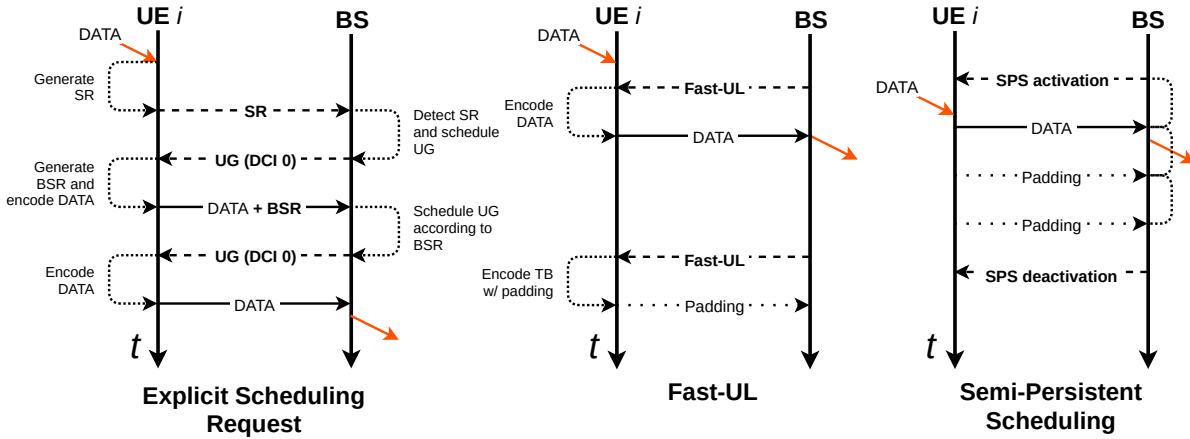 UE i
BS
DATA
Generate
SR
SR
Detect SR
and schedule
UG
UG (DCI 0)
Generate
BSR and
encode DATA
DATA + BSR
Schedule UG
according to
BSR
UG (DCI 0)
Encode
DATA
DATA
t
Explicit Scheduling
Request
UE i
BS
DATA
Fast-UL
Encode
DATA
DATA
Fast-UL
Encode TB
w/ padding
Padding
t
Fast-UL
UE i
BS
SPS activation
DATA
DATA
Padding
Padding
SPS deactivation
t
Semi-Persistent
Scheduling